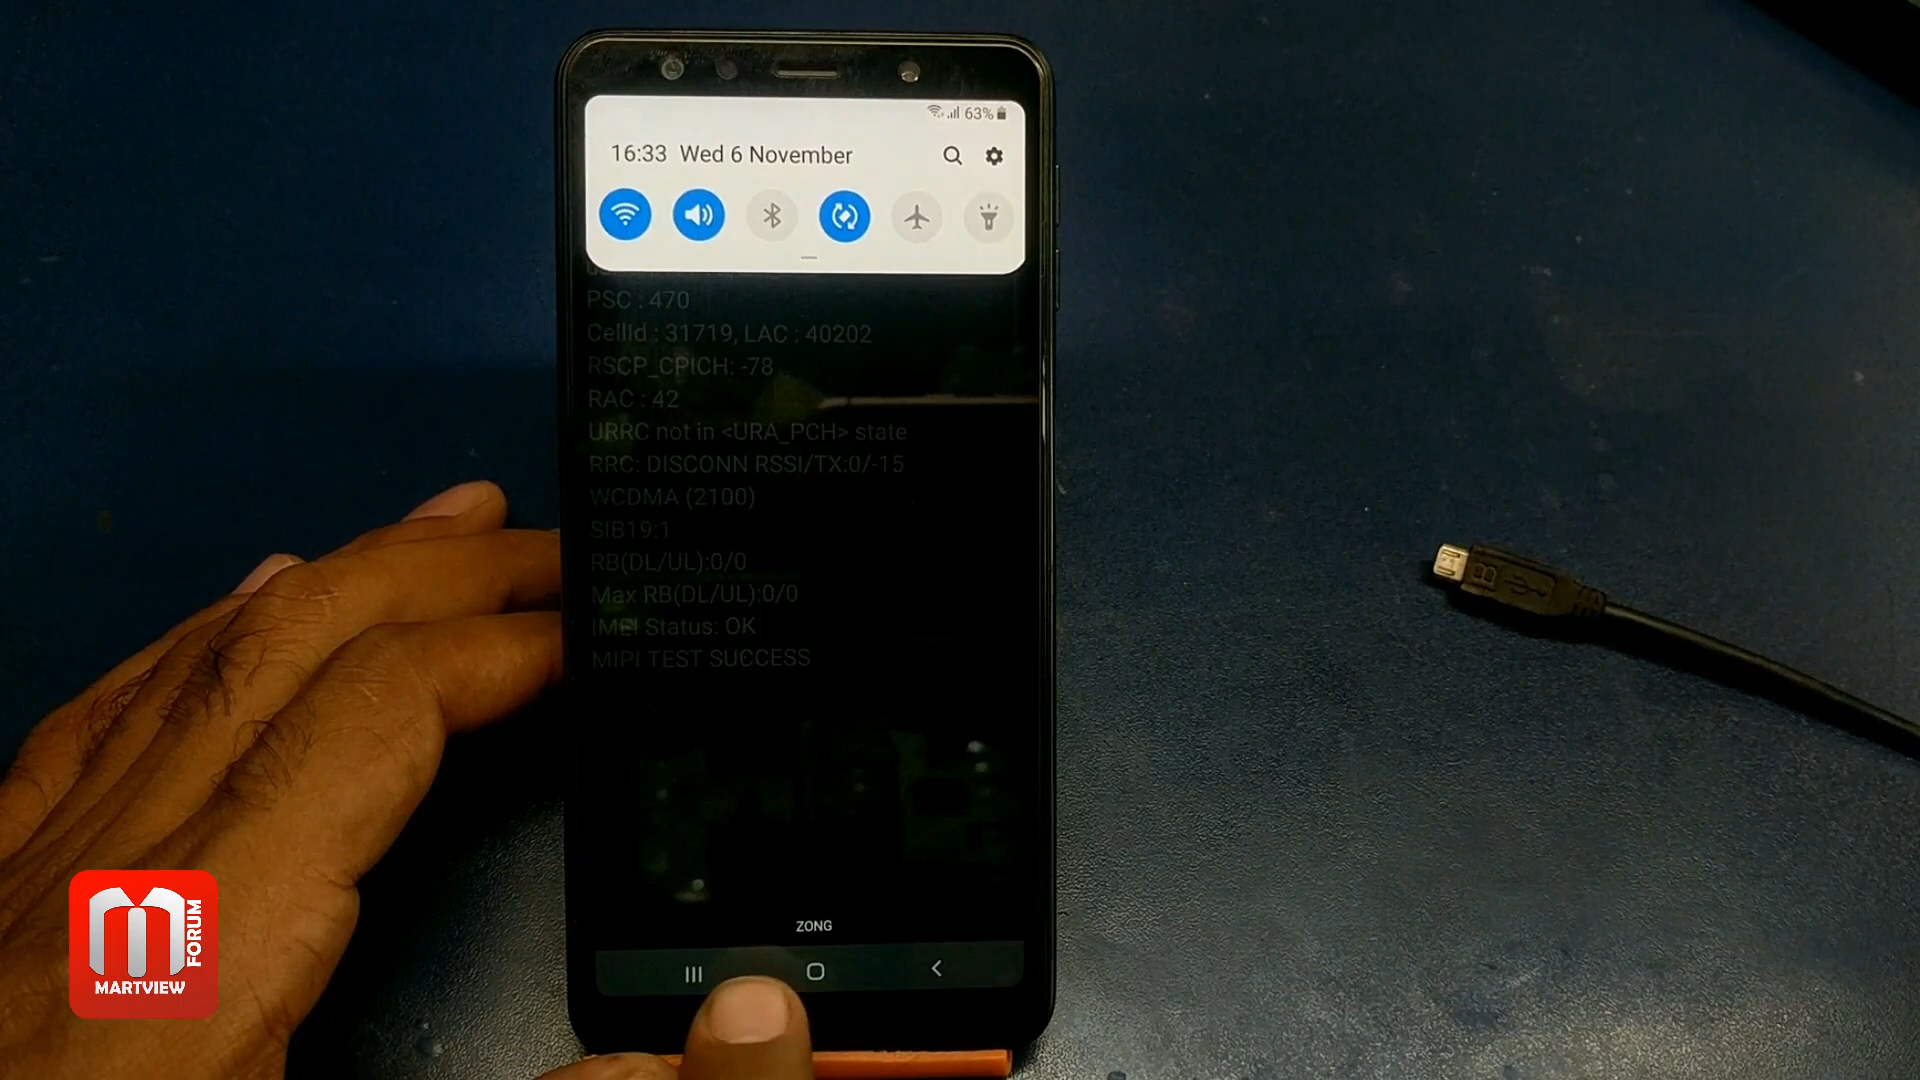 63%
16:33 Wed 6 November
PSC : 470
CellId : 31719, LAC : 40202
RSCP_CPICH: -78
RAC : 42
URRC not in <URA_PCH> state
RRC: DISCONN RSSI/TX:0/-15
WCDMA (2100)
SIB19:1
RB(DL/UL):0/0
Max RB(DL/UL):0/0
IMEI Status: OK
MIPI TEST SUCCESS
ZONG
B
FORUM
MARTVIEW